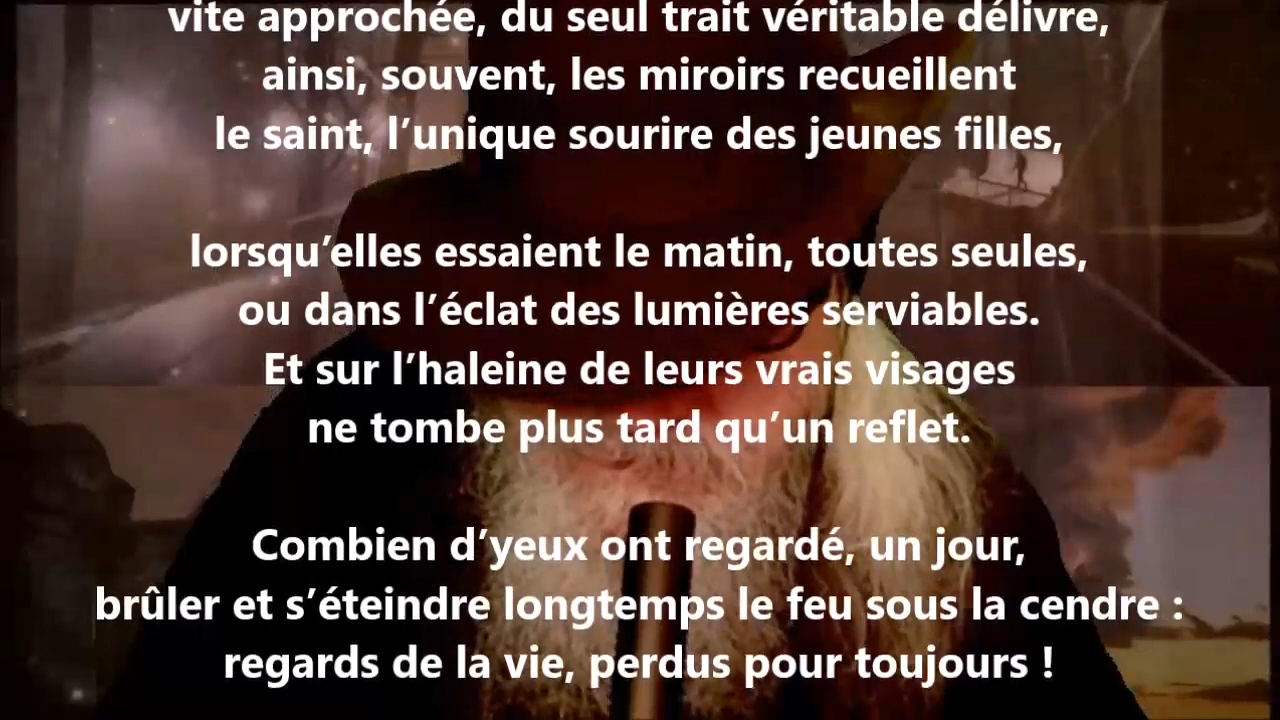 vite approchée, du seul trait véritable délivre,
ainsi, souvent, les miroirs recueillent
le saint, l’unique sourire des jeunes filles,
lorsqu’elles essaient le matin, toutes seules,
ou dans l’éclat des lumières serviables.
Et sur l’haleine de leurs vrais visages
ne tombe plus tard qu’un reflet.
Combien d’yeux ont regardé, un jour,
brûler et s’éteindre longtemps le feu sous la cendre :
regards de la vie, perdus pour toujours !